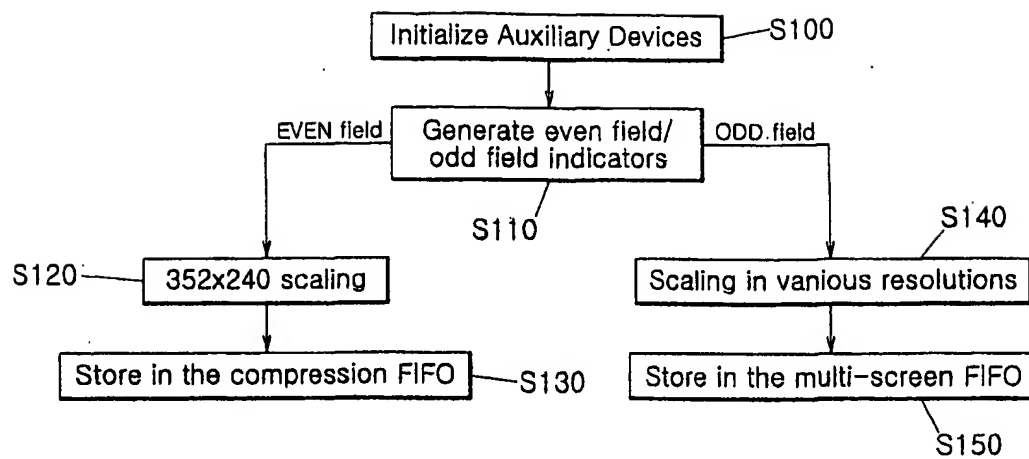 Initialize Auxiliary Devices
S100
EVEN field
Generate even field/
odd field indicators
ODD field
S110
S140
S120
352x240 scaling
Scaling in vanious resolutions
Store in the compression FIFO
S130
Store in the multi-screen FIFO
S150